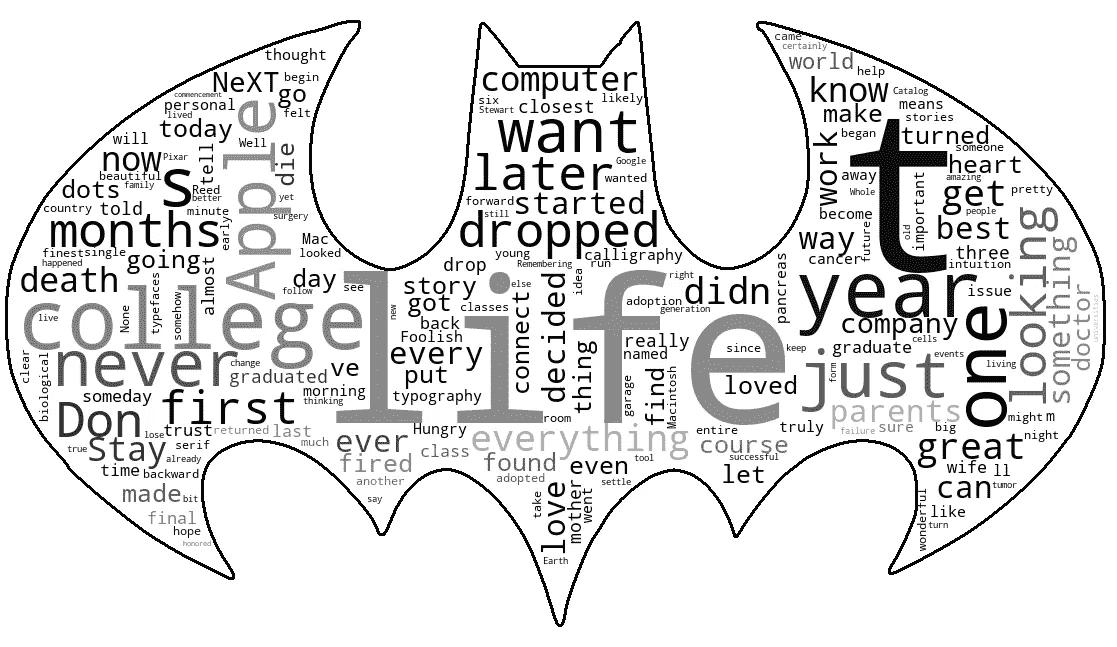 thought
came
certainly
world
help
NeXT
begin
computer
know
Catalog
commencement
personal
go
six
closest
likely
make
means
lived
felt
Stewart
stories
today
Well
want
began
turned
will
tell
work
t
someone
now
Pixar
die
later
Google
away
heart
beautiful
s
Apple
wanted
Whole
important
amazing
dots
family
Reed
yet
forward
started
get
pretty
better
become
country
told
minute
surgery
still
dropped
future
old
people
months
early
Mac
way
best
looked
young
calligraphy
cancer
three
finest
single
going
drop
Remembering
run
pancreas
intuition
looking
something
happened
almost
day
see
story
else
idea
right
didn
year
issue
doctor
universities
death
follow
got
classes
adoption
college
life
new
generation
live
None
typefaces
somehow
back
connect
decided
company
one
Foolish
really
cells
never
change
every
thing
named
since
keep
graduate
events
clear
biological
graduated
ve
put
garage
find
Macintosh
loved
form
just
living
someday
morning
typography
thinking
Don
first
room
parents
might
m
lose
trust
returned
last
Hungry
everything
entire
truly
failure
sure
big
night
true
Stay
serif
much
ever
class
course
great
already
fired
found
even
tool
successful
time
backward
another
adopted
let
wife
ll
made
bit
say
love
take
mother
went
settle
can
tumor
final
wonderful
like
hope
turn
honored
Earth